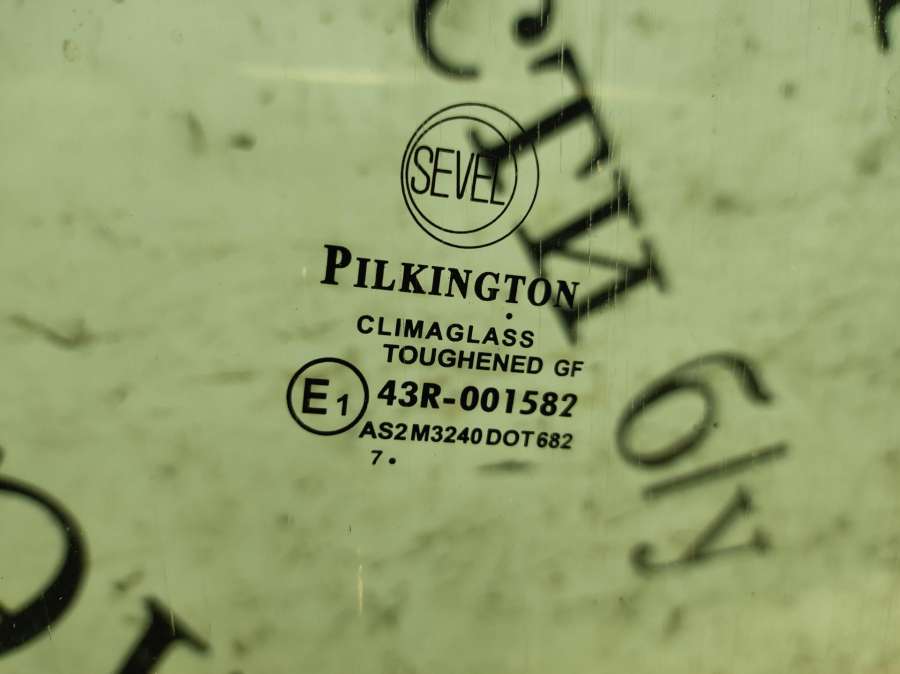 SEVEL
PILKINGTON
CLIMAGLASS
TOUGHENED GF
E1 43R-001582
AS2 M3240 DOT 682
7 •
б/у